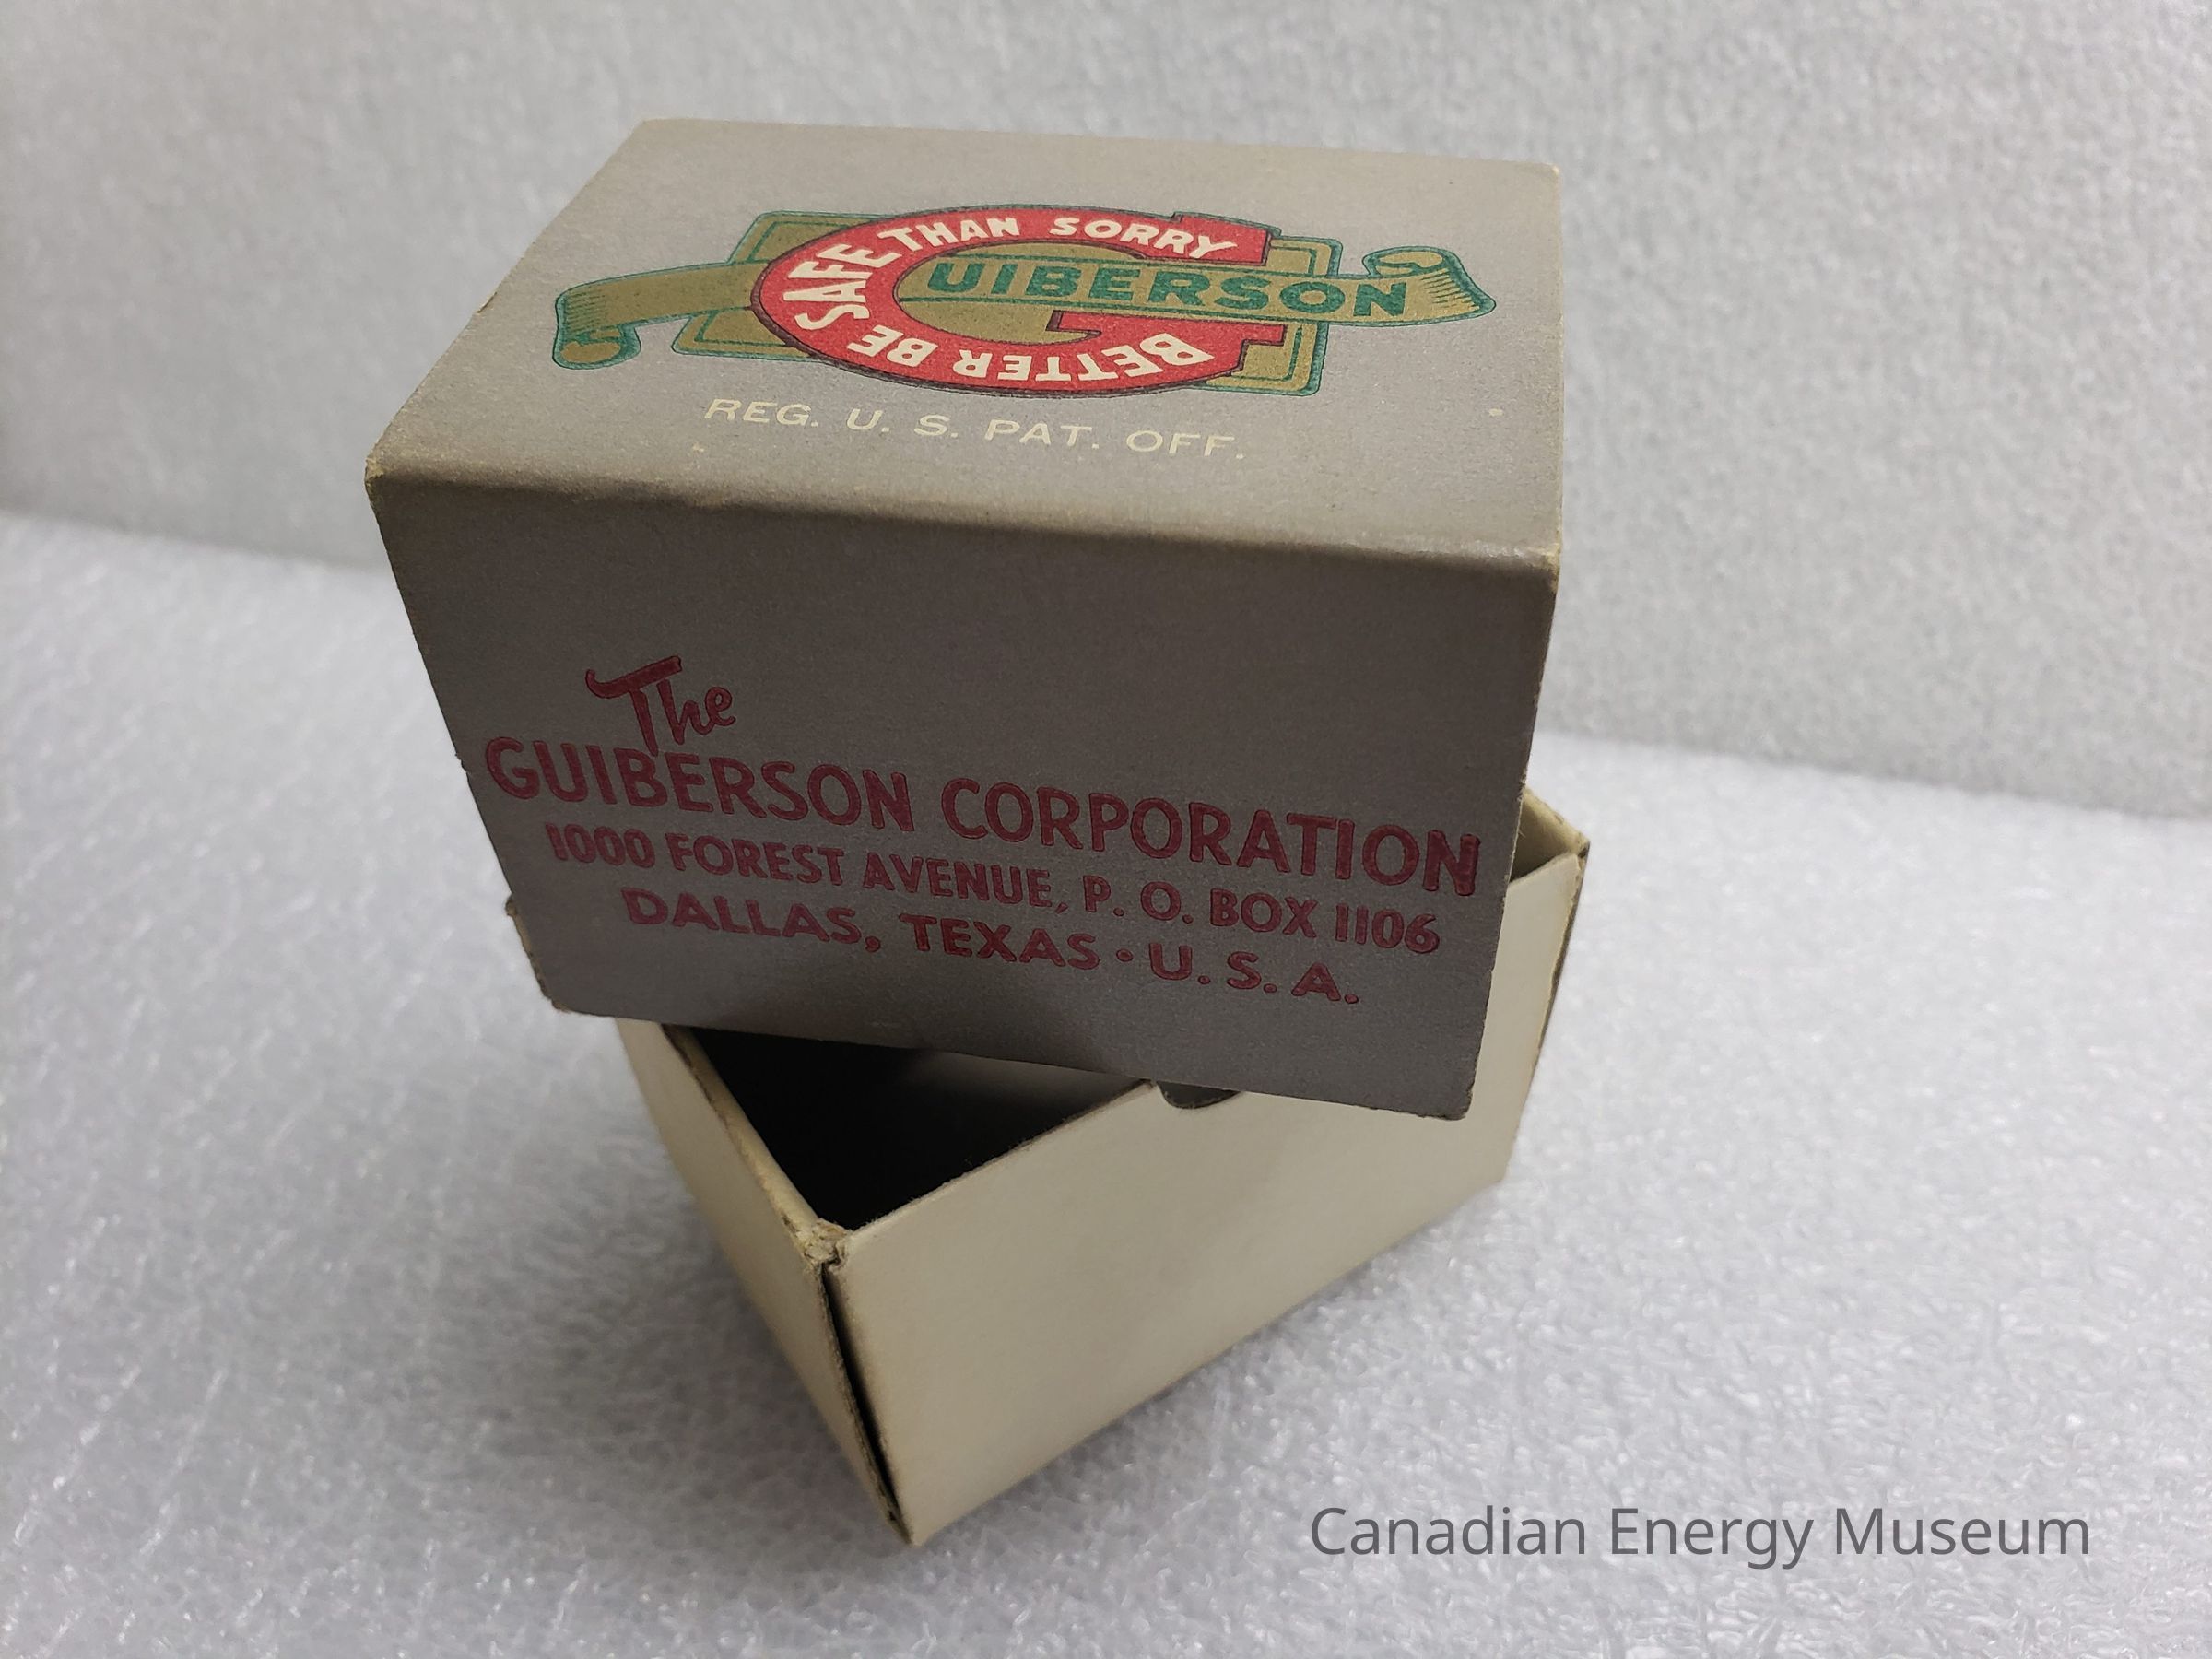 BETTER BE SAFE THAN SORRY
GUIBERSON
REG. U. S. PAT. OFF.
The
GUIBERSON CORPORATION
1000 FOREST AVENUE, P. O. BOX 1106
DALLAS, TEXAS • U. S. A.
Canadian Energy Museum